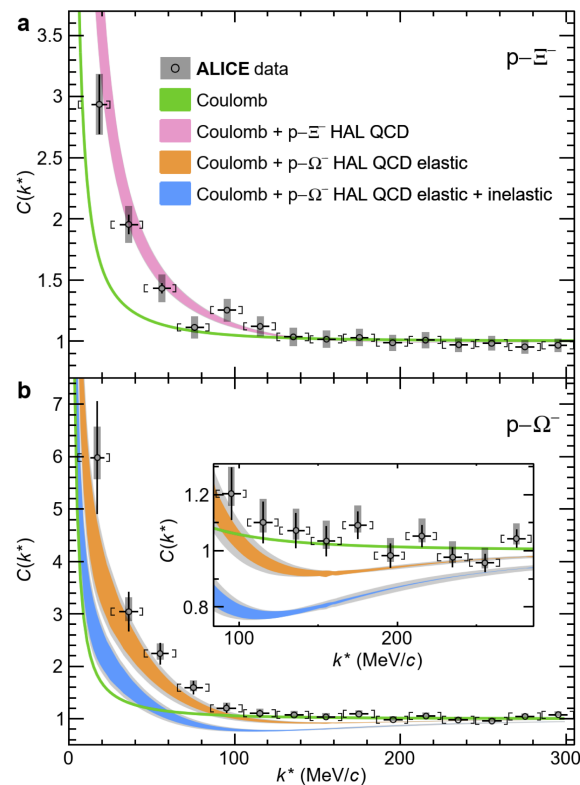 a
p–Ξ⁻
ALICE data
Coulomb
Coulomb + p–Ξ⁻ HAL QCD
Coulomb + p–Ω⁻ HAL QCD elastic
Coulomb + p–Ω⁻ HAL QCD elastic + inelastic
C(k*)
3.5
3
2.5
2
1.5
1
b
p–Ω⁻
C(k*)
7
6
5
4
3
2
1
C(k*)
1.2
1
0.8
100
200
k* (MeV/c)
0
100
200
300
k* (MeV/c)